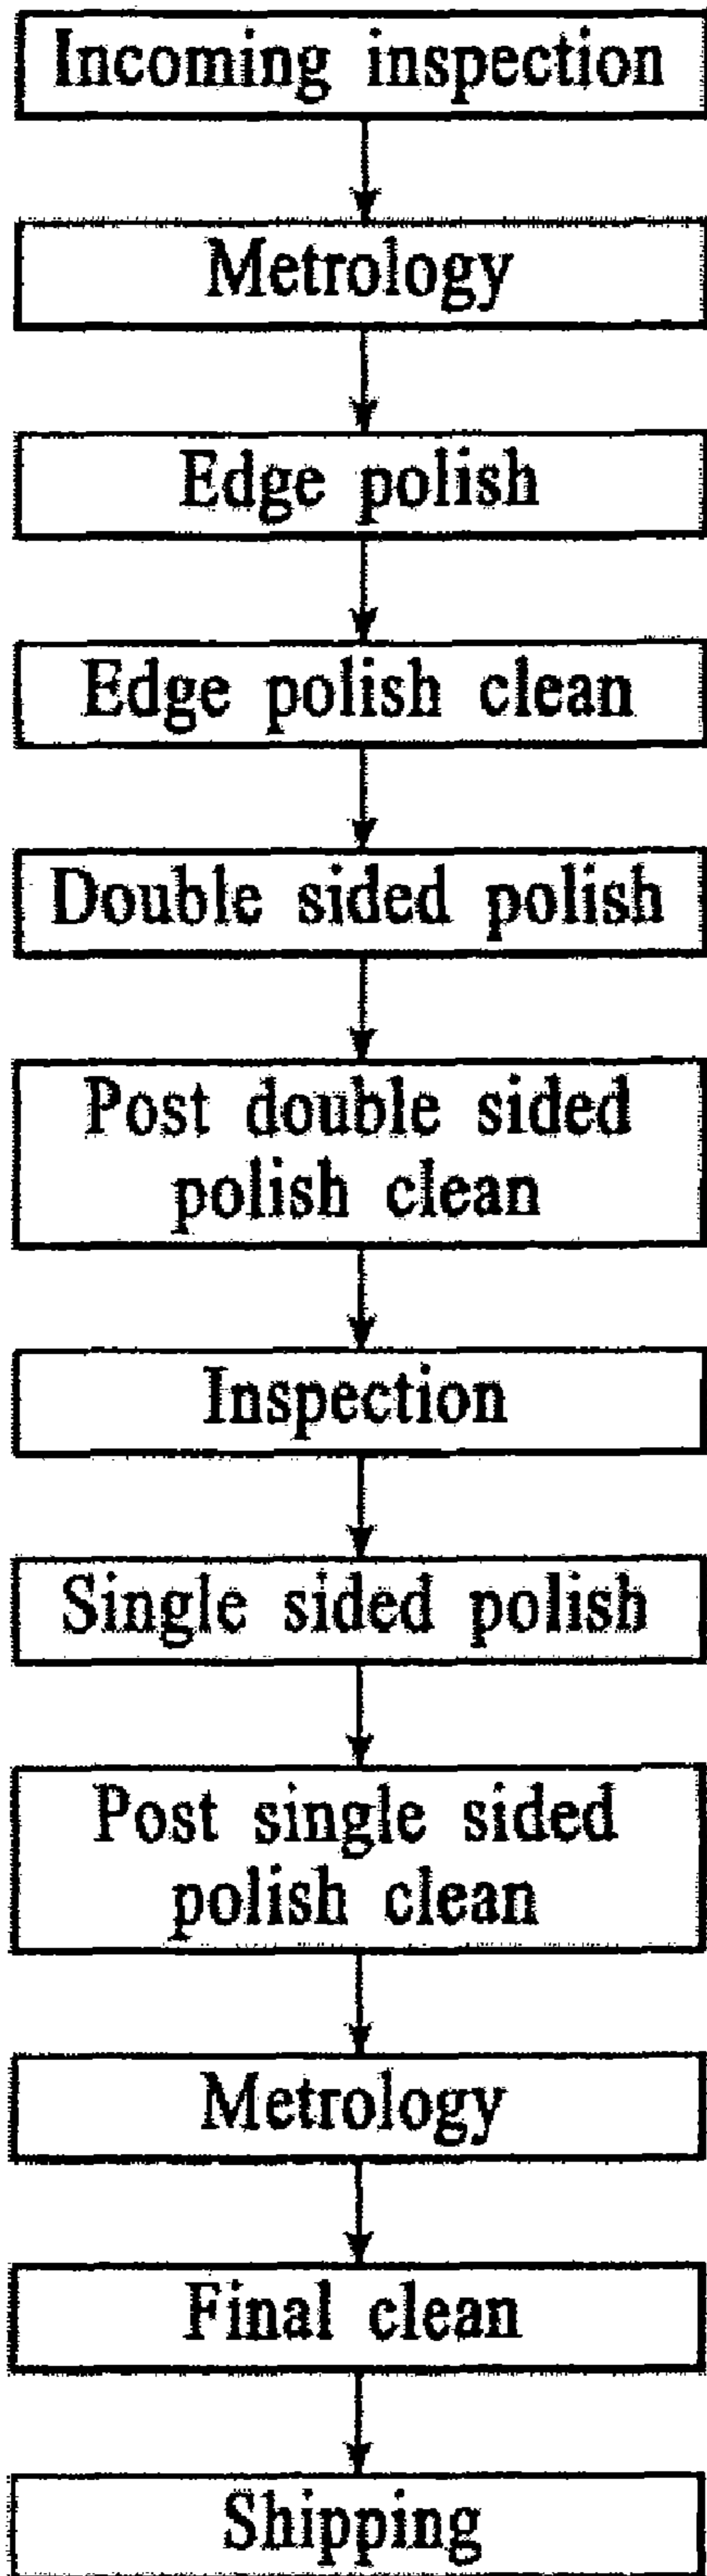 Incoming inspection
Metrology
Edge polish
Edge polish clean
Double sided polish
Post double sided
polish clean
Inspection
Single sided polish
Post single sided
polish clean
Metrology
Final clean
Shipping